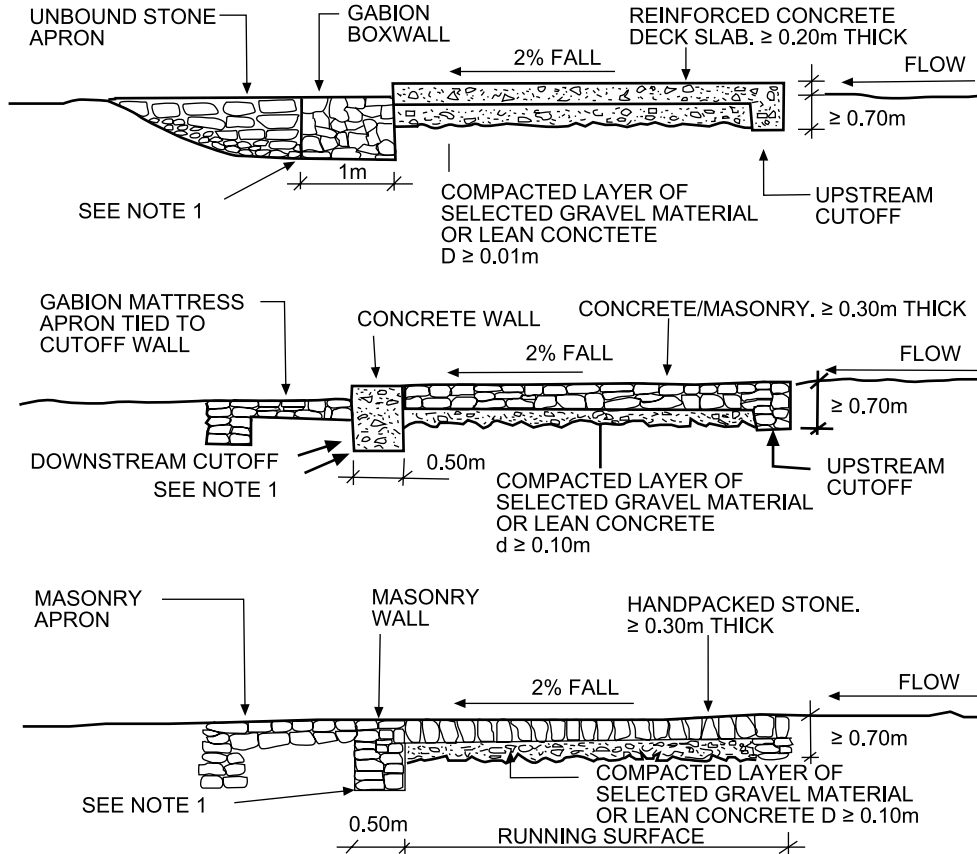 UNBOUND STONE
APRON
GABION
BOXWALL
REINFORCED CONCRETE
DECK SLAB. ≥ 0.20m THICK
2% FALL
FLOW
≥ 0.70m
1m
SEE NOTE 1
COMPACTED LAYER OF
SELECTED GRAVEL MATERIAL
OR LEAN CONCTETE
D ≥ 0.01m
UPSTREAM
CUTOFF
GABION MATTRESS
APRON TIED TO
CUTOFF WALL
CONCRETE WALL
CONCRETE/MASONRY. ≥ 0.30m THICK
2% FALL
FLOW
≥ 0.70m
DOWNSTREAM CUTOFF
SEE NOTE 1
0.50m
COMPACTED LAYER OF
SELECTED GRAVEL MATERIAL
OR LEAN CONCRETE
d ≥ 0.10m
UPSTREAM
CUTOFF
MASONRY
APRON
MASONRY
WALL
HANDPACKED STONE.
≥ 0.30m THICK
2% FALL
FLOW
≥ 0.70m
SEE NOTE 1
COMPACTED LAYER OF
SELECTED GRAVEL MATERIAL
OR LEAN CONCRETE D ≥ 0.10m
0.50m
RUNNING SURFACE